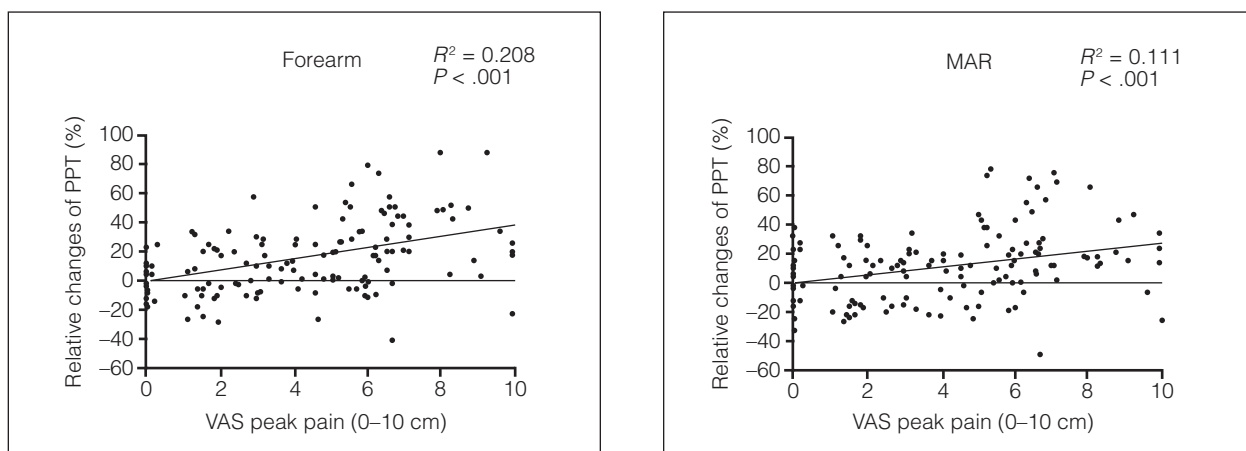 Forearm
R² = 0.208
P < .001
Relative changes of PPT (%)
100
80
60
40
20
0
–20
–40
–60
0 2 4 6 8 10
VAS peak pain (0–10 cm)
MAR
R² = 0.111
P < .001
Relative changes of PPT (%)
100
80
60
40
20
0
–20
–40
–60
0 2 4 6 8 10
VAS peak pain (0–10 cm)